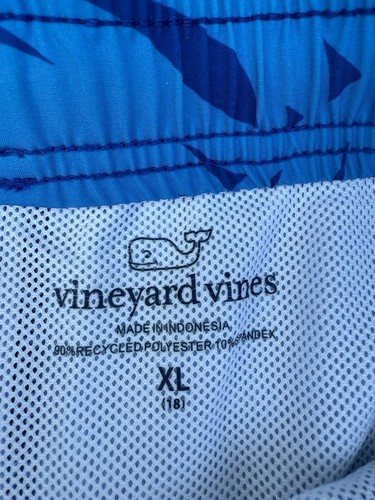 vineyard vines
MADE IN INDONESIA
90% RECYCLED POLYESTER 10% SPANDEX
XL
(18)